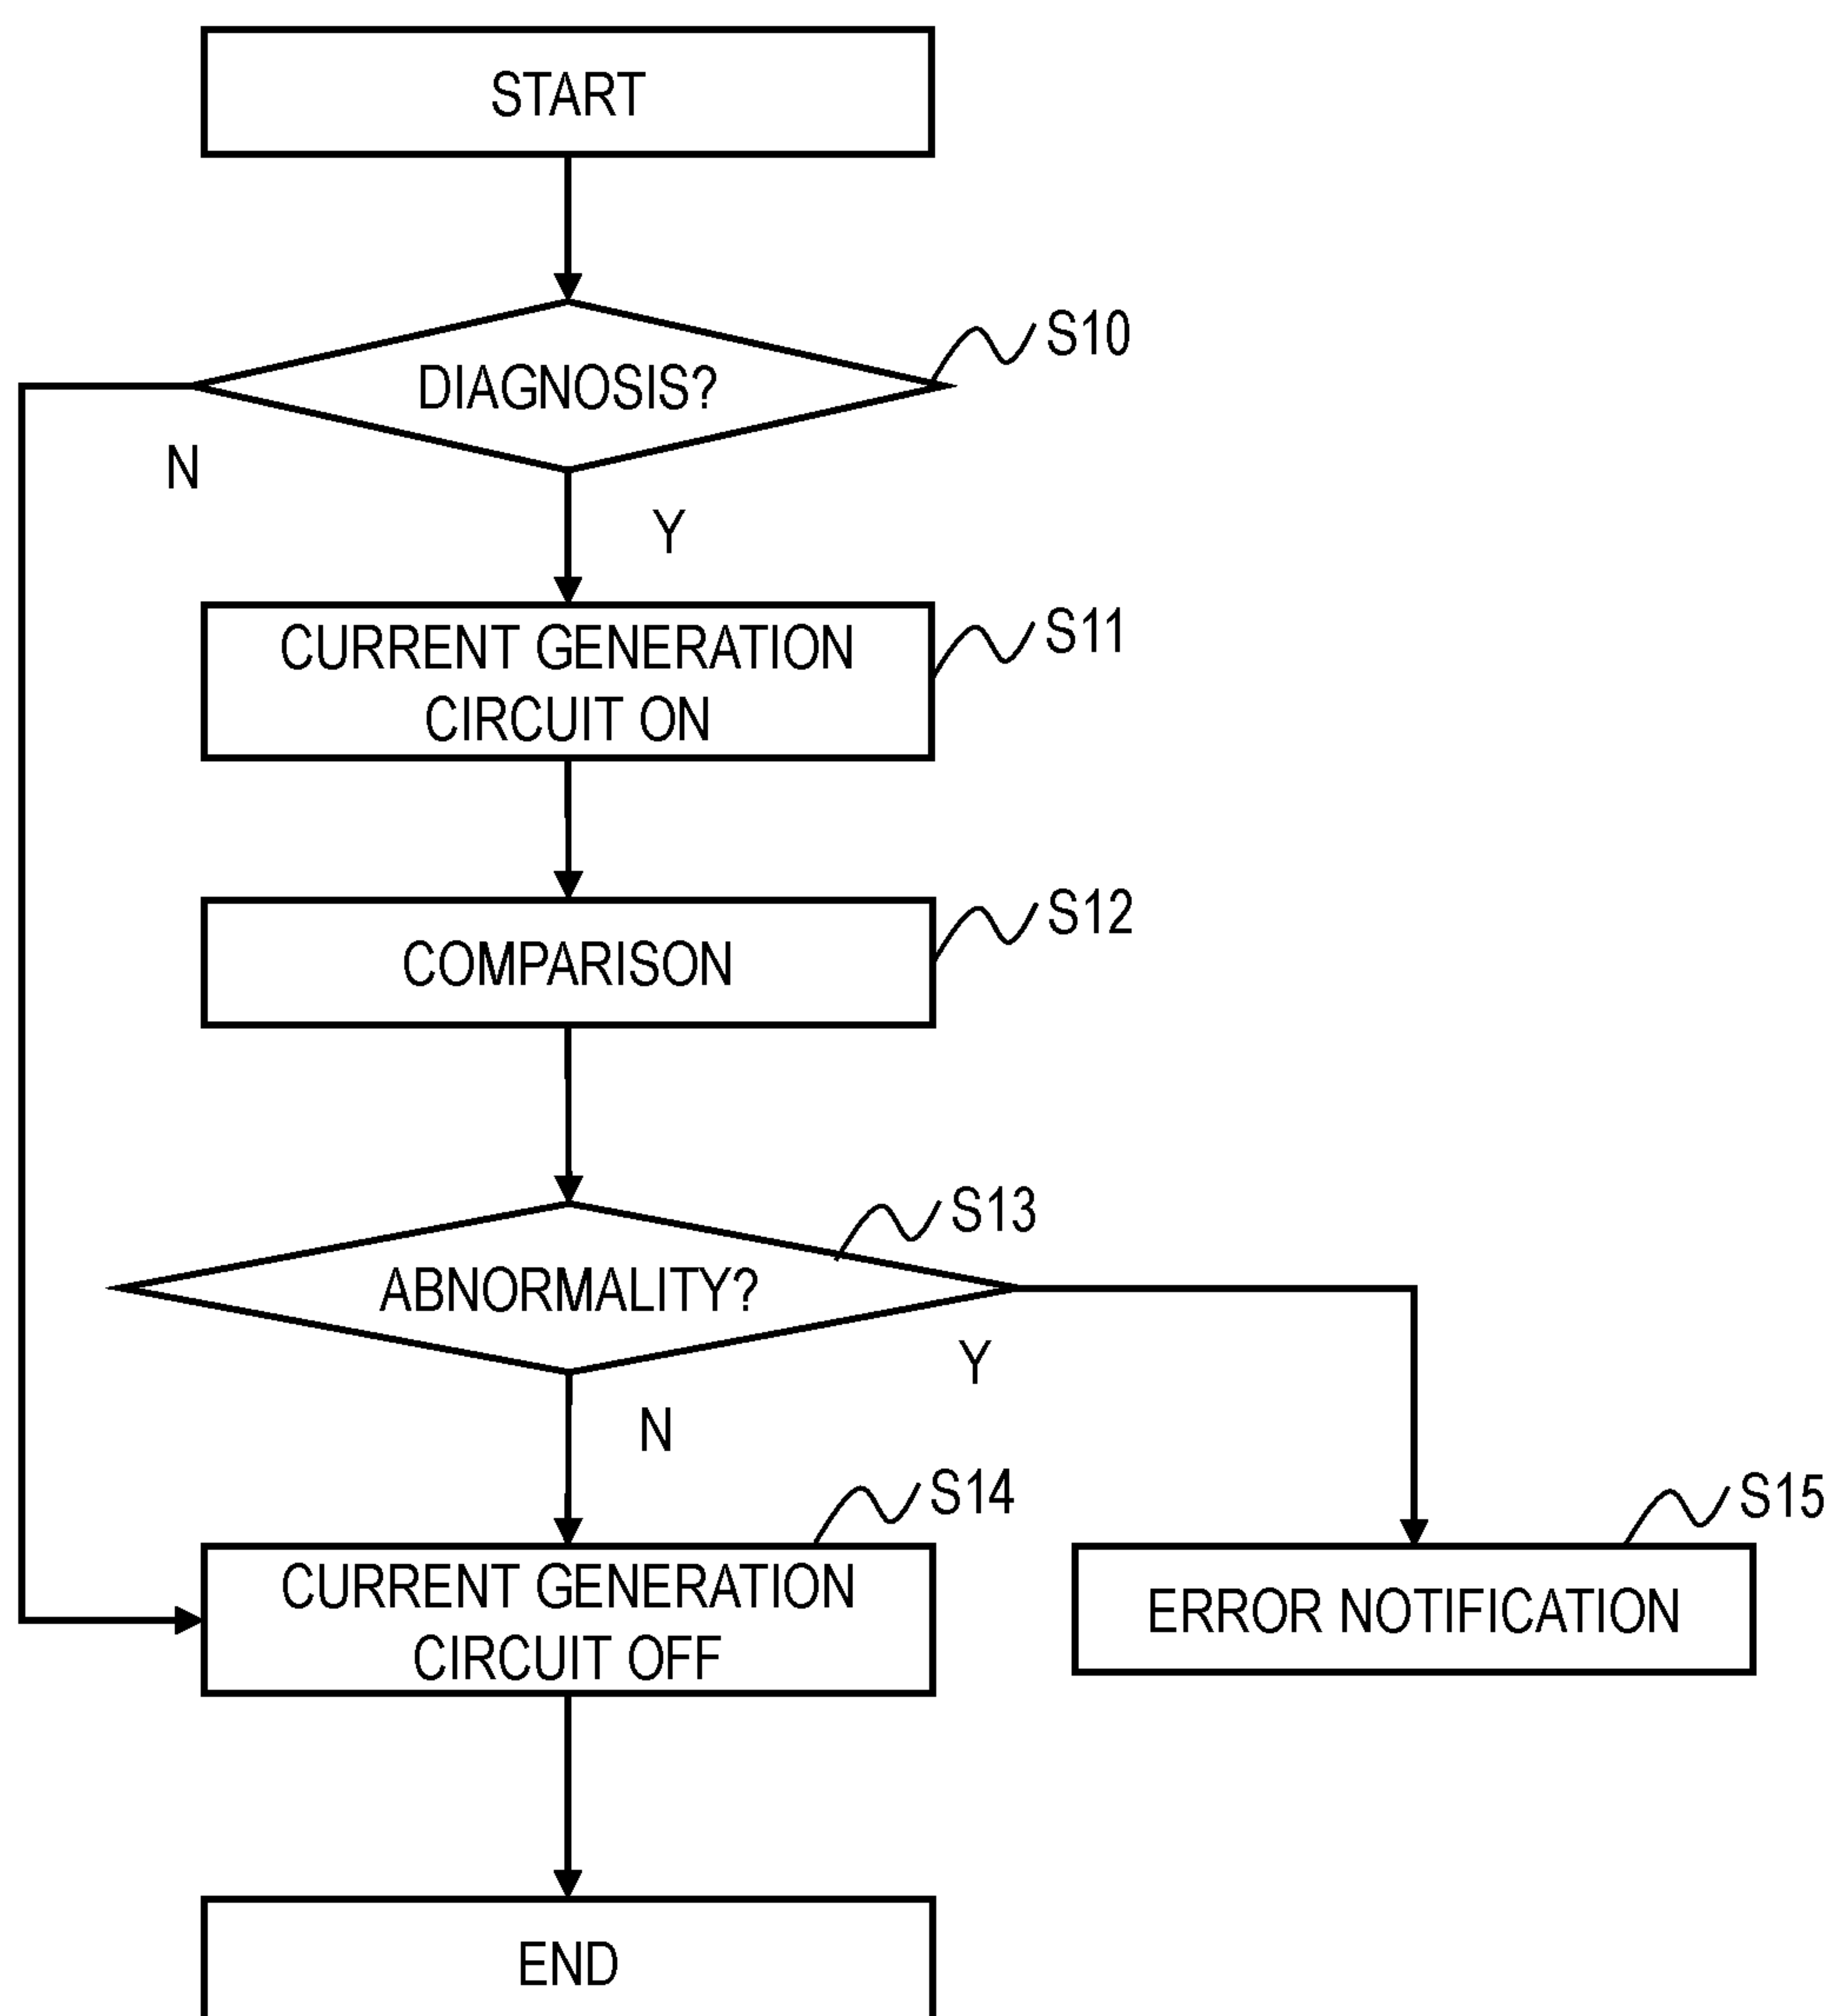 START
DIAGNOSIS?
S10
N
Y
CURRENT GENERATION
CIRCUIT ON
S11
COMPARISON
S12
ABNORMALITY?
S13
Y
N
CURRENT GENERATION
CIRCUIT OFF
S14
ERROR NOTIFICATION
S15
END